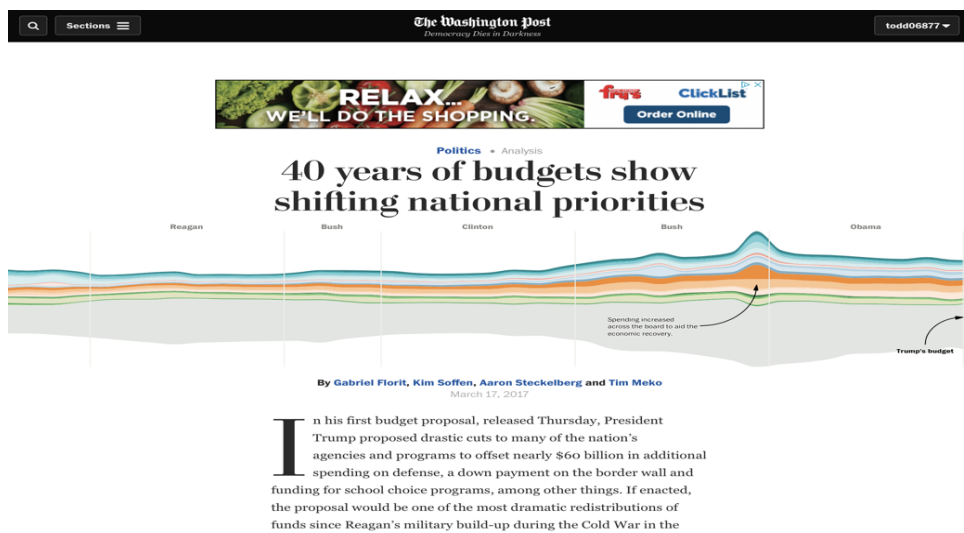 Sections
The Washington Post
Democracy Dies in Darkness
todd06877
RELAX...
WE'LL DO THE SHOPPING.
fry's
ClickList
Order Online
Politics • Analysis
40 years of budgets show
shifting national priorities
Reagan
Bush
Clinton
Bush
Obama
Spending increased
across the board to aid the
economic recovery.
Trump's budget
By Gabriel Florit, Kim Soffen, Aaron Steckelberg and Tim Meko
March 17, 2017
In his first budget proposal, released Thursday, President
Trump proposed drastic cuts to many of the nation's
agencies and programs to offset nearly $60 billion in additional
spending on defense, a down payment on the border wall and
funding for school choice programs, among other things. If enacted,
the proposal would be one of the most dramatic redistributions of
funds since Reagan's military build-up during the Cold War in the